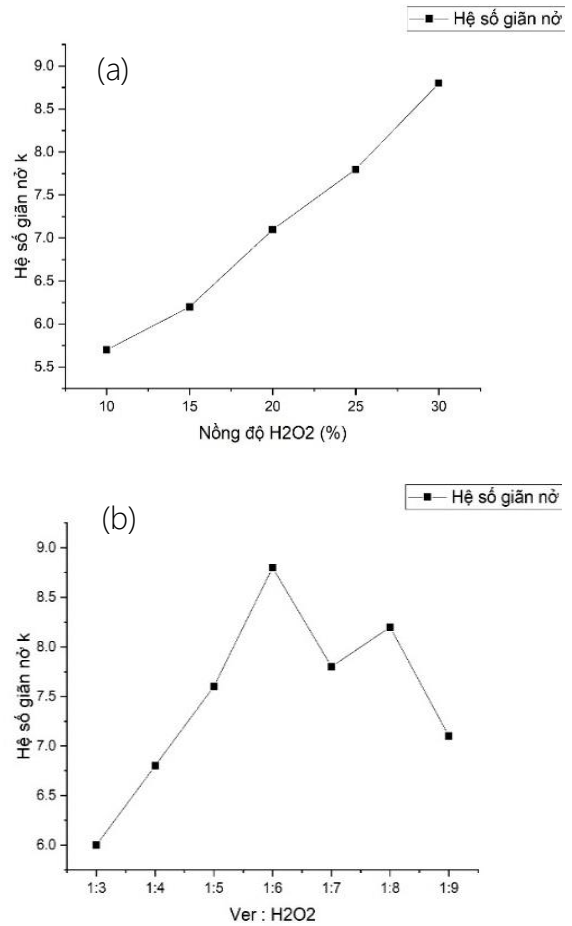 Hệ số giãn nở
(a)
Hệ số giãn nở k
9.0
8.5
8.0
7.5
7.0
6.5
6.0
5.5
10 15 20 25 30
Nồng độ H2O2 (%)
Hệ số giãn nở
(b)
Hệ số giãn nở k
9.0
8.5
8.0
7.5
7.0
6.5
6.0
1:3 1:4 1:5 1:6 1:7 1:8 1:9
Ver : H2O2